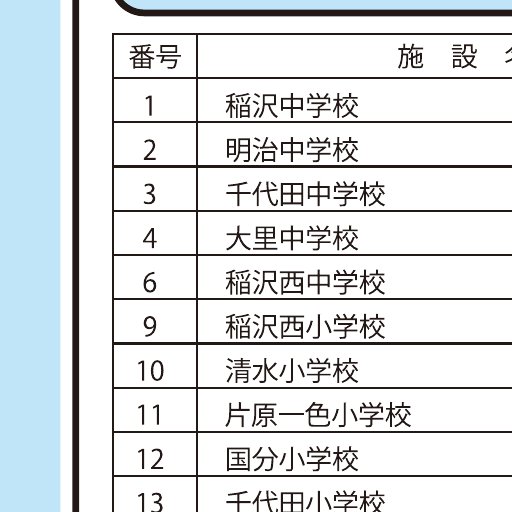 番号 施設
1 稲沢中学校
2 明治中学校
3 千代田中学校
4 大里中学校
6 稲沢西中学校
9 稲沢西小学校
10 清水小学校
11 片原一色小学校
12 国分小学校
13 千代田小学校